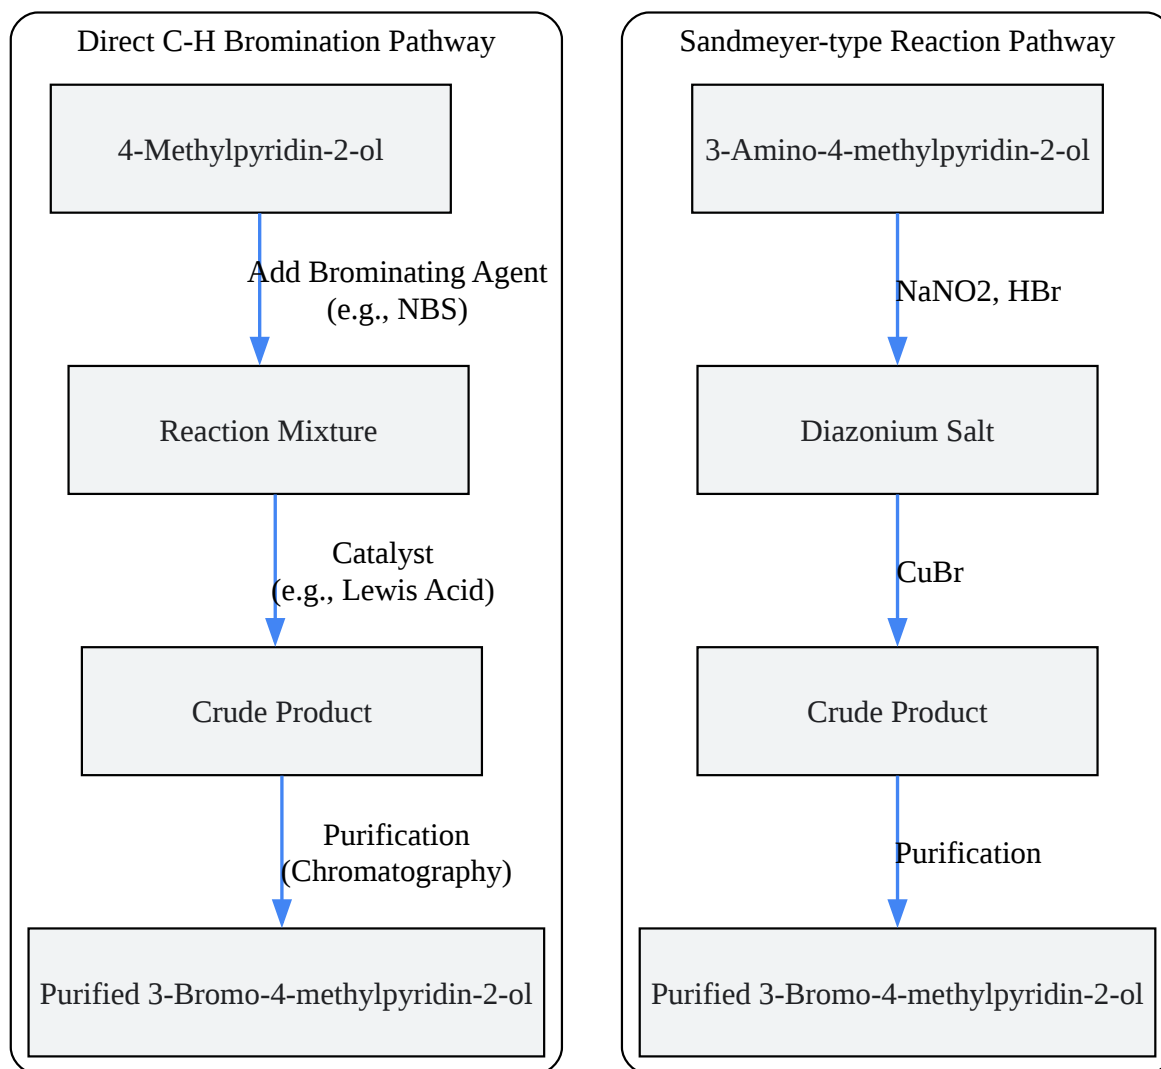 Direct C-H Bromination Pathway
4-Methylpyridin-2-ol
Add Brominating Agent
(e.g., NBS)
Reaction Mixture
Catalyst
(e.g., Lewis Acid)
Crude Product
Purification
(Chromatography)
Purified 3-Bromo-4-methylpyridin-2-ol
Sandmeyer-type Reaction Pathway
3-Amino-4-methylpyridin-2-ol
NaNO2, HBr
Diazonium Salt
CuBr
Crude Product
Purification
Purified 3-Bromo-4-methylpyridin-2-ol